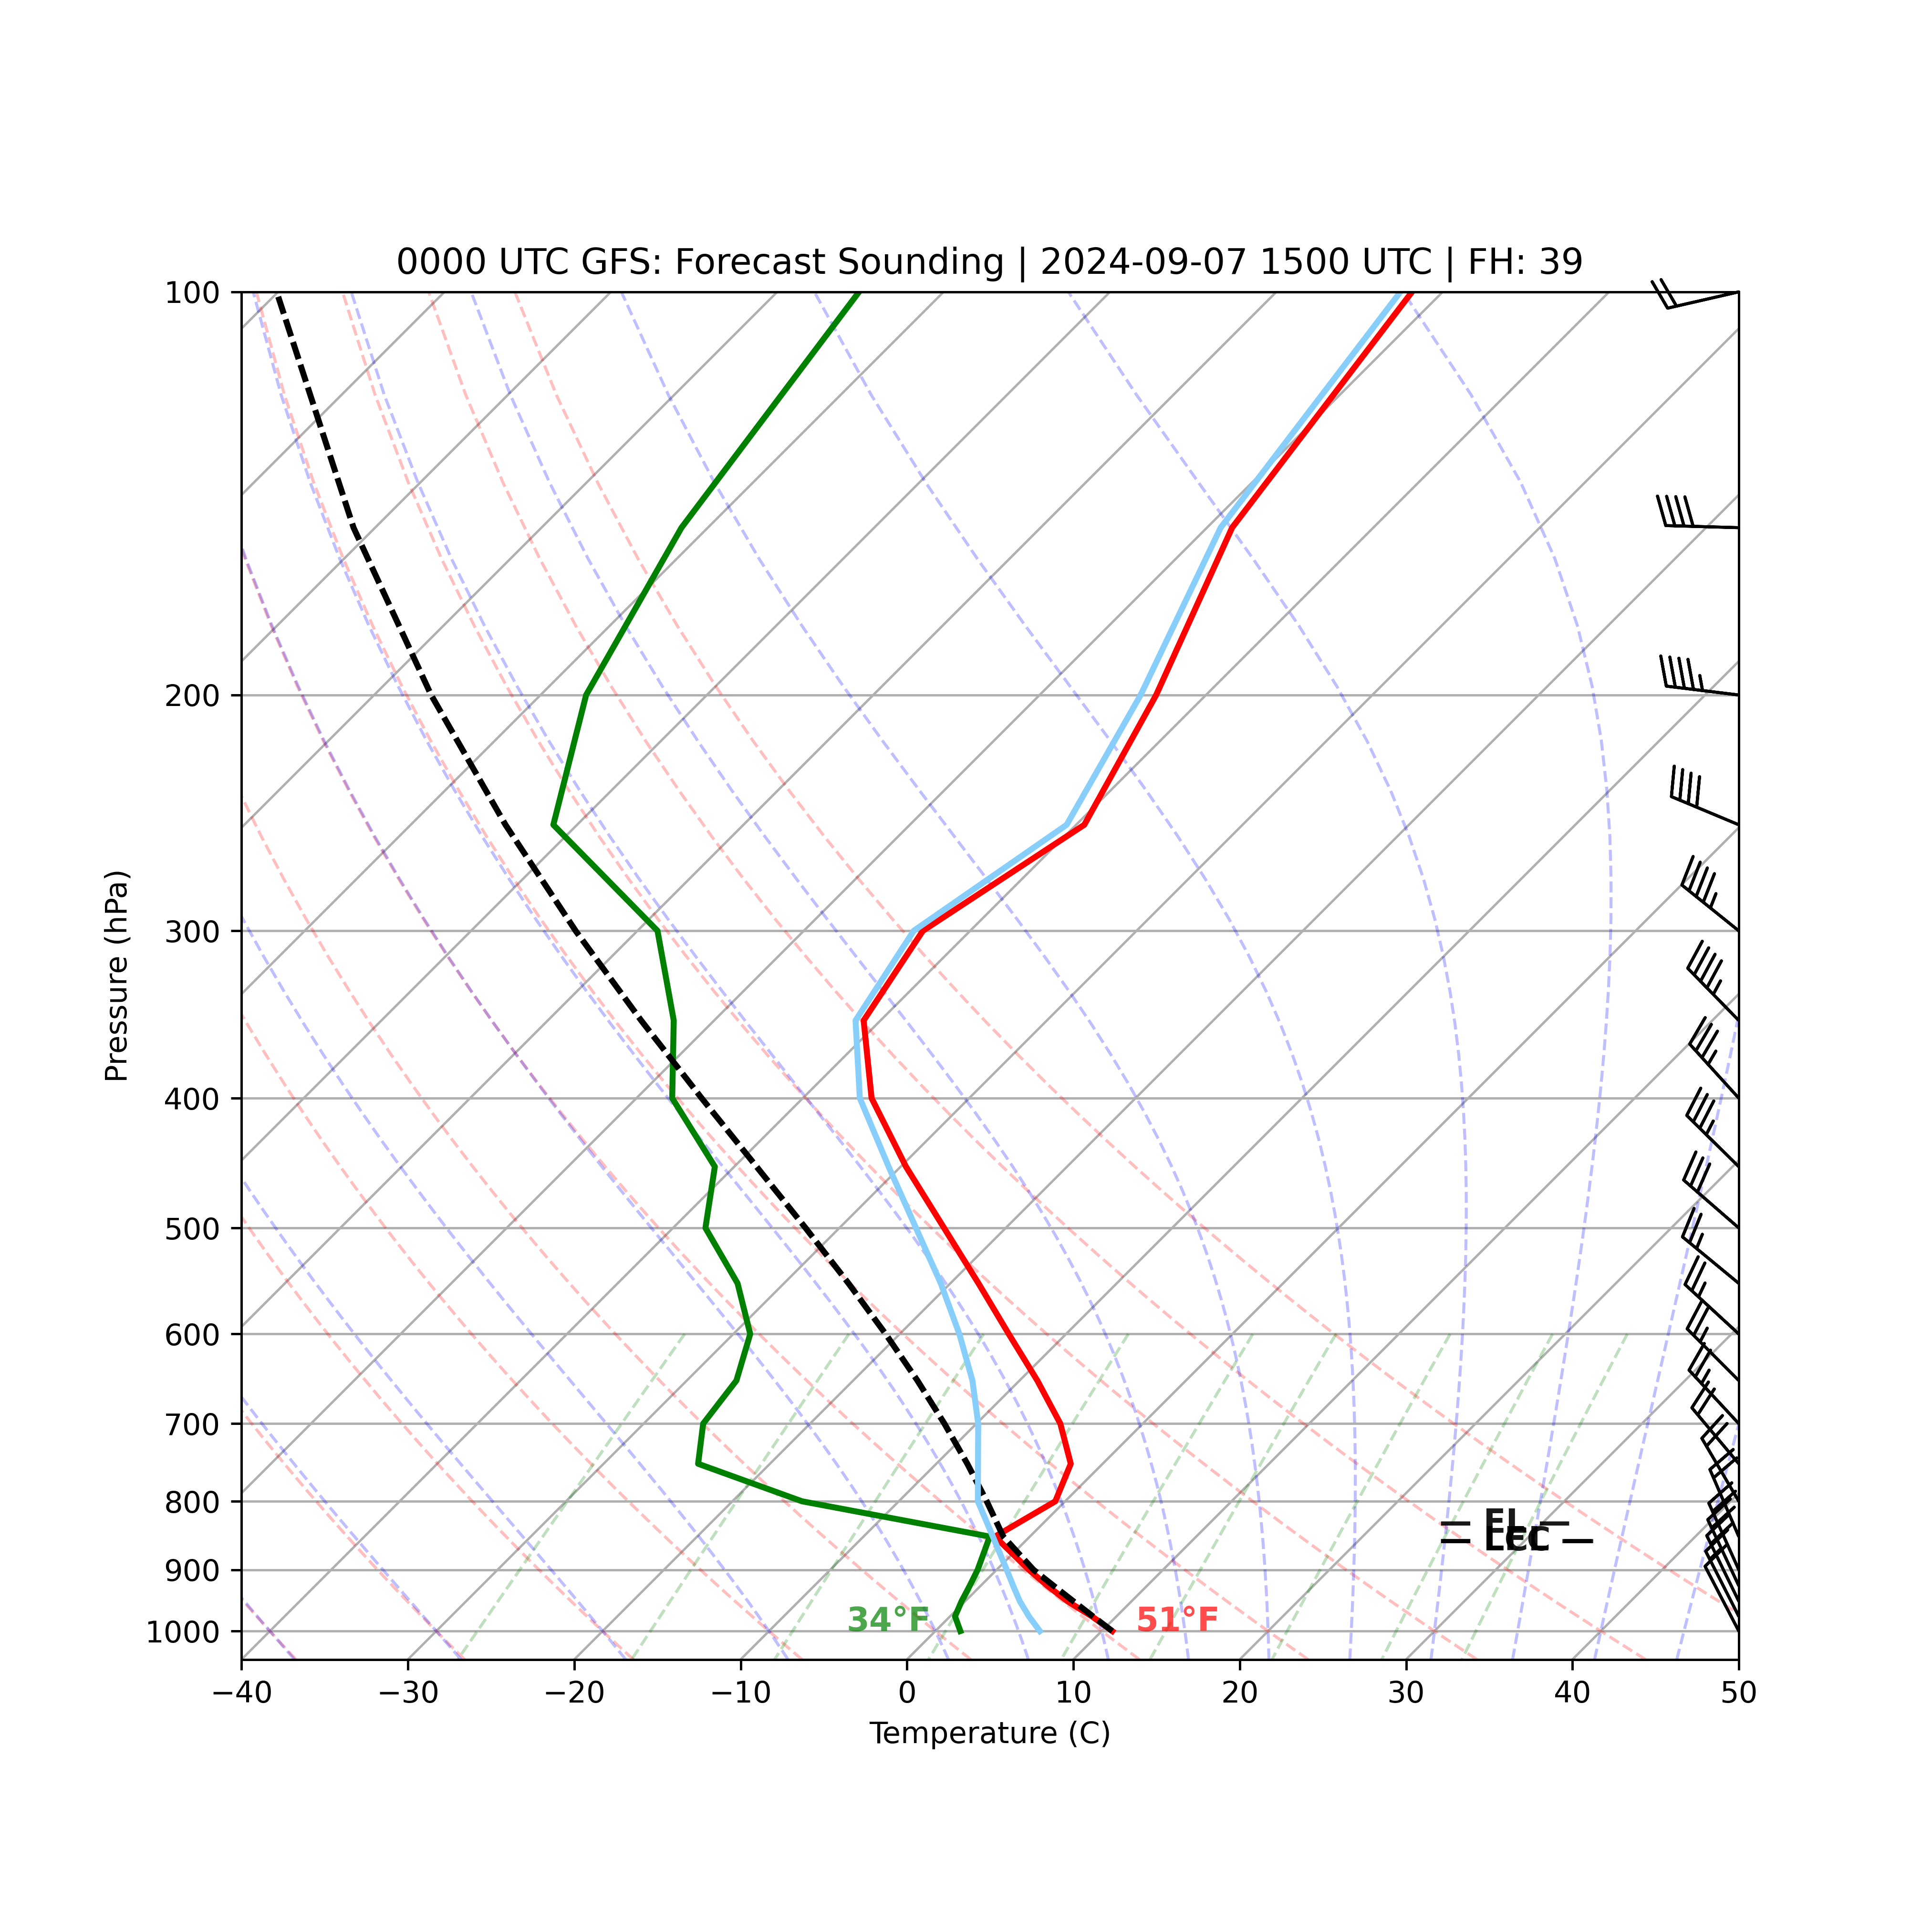 0000 UTC GFS: Forecast Sounding | 2024-09-07 1500 UTC | FH: 39
100
200
300
400
500
600
700
800
900
1000
Pressure (hPa)
— EL —
34°F
51°F
−40 −30 −20 −10 0 10 20 30 40 50
Temperature (C)